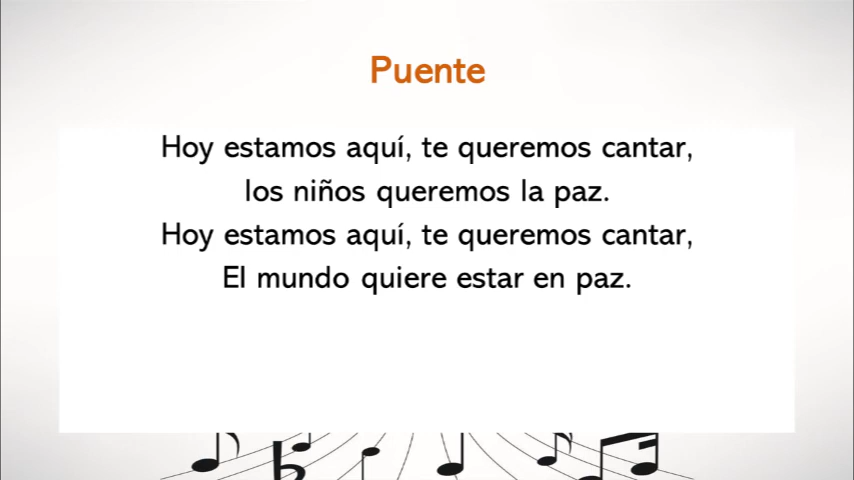 Puente
Hoy estamos aquí, te queremos cantar,
los niños queremos la paz.
Hoy estamos aquí, te queremos cantar,
El mundo quiere estar en paz.